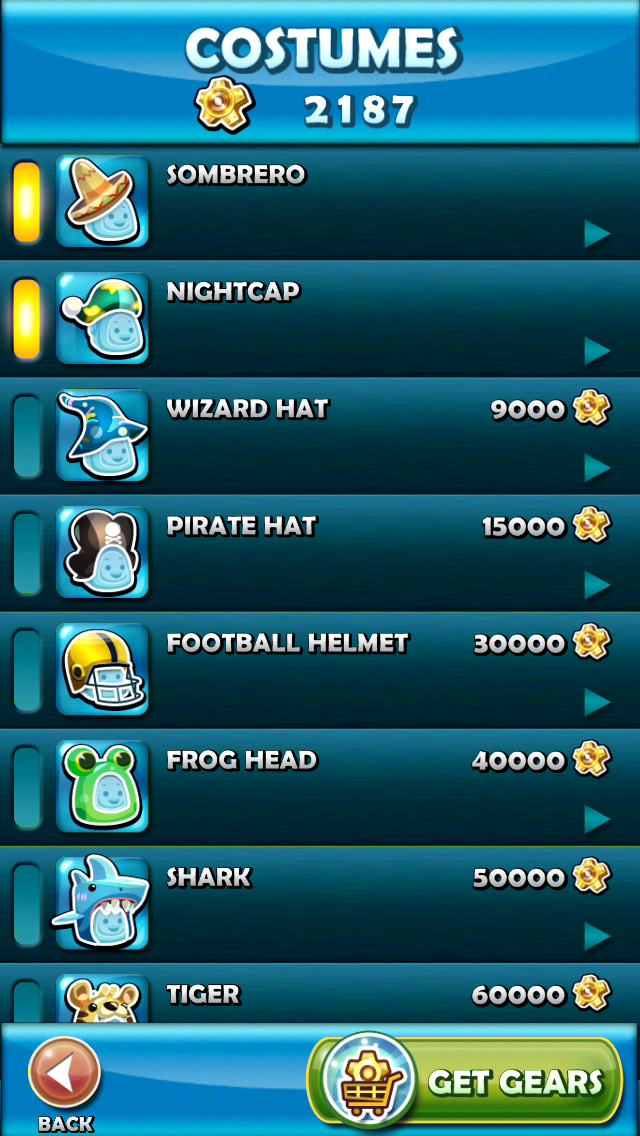 COSTUMES
2187
SOMBRERO
NIGHTCAP
WIZARD HAT 9000
PIRATE HAT 15000
FOOTBALL HELMET 30000
FROG HEAD 40000
SHARK 50000
TIGER 60000
GET GEARS
BACK